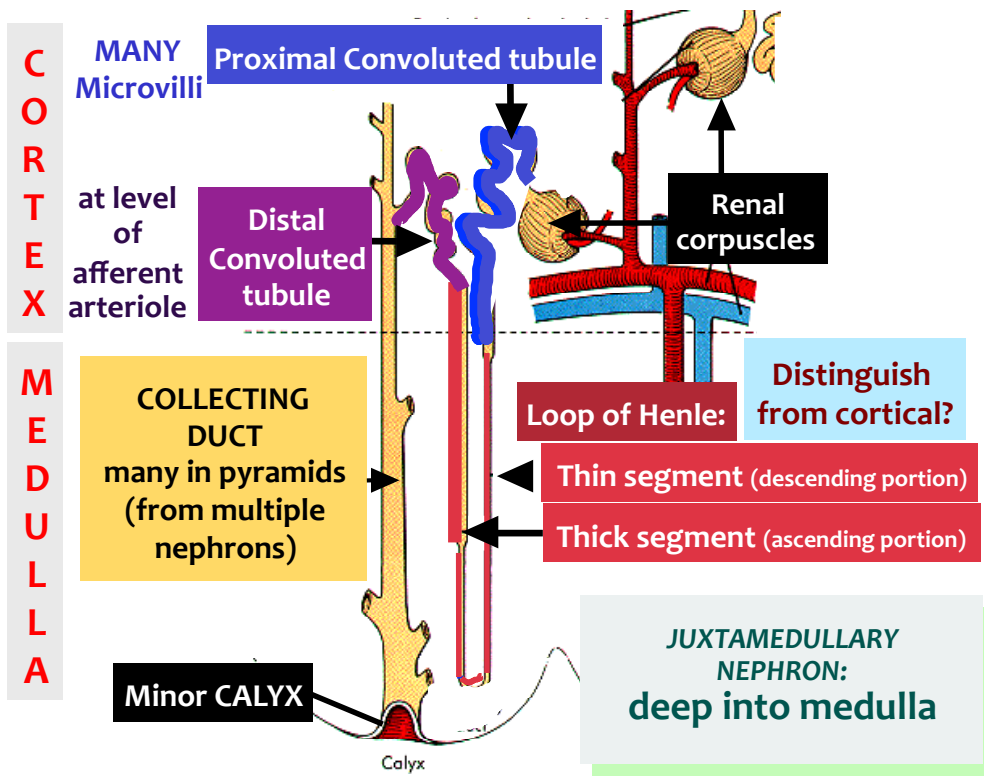 CORTEX
MANY
Microvilli
Proximal Convoluted tubule
at level
of
afferent
arteriole
Distal
Convoluted
tubule
Renal
corpuscles
MEDULLA
COLLECTING
DUCT
many in pyramids
(from multiple
nephrons)
Loop of Henle:
Distinguish
from cortical?
Thin segment (descending portion)
Thick segment (ascending portion)
JUXTAMEDULLARY
NEPHRON:
deep into medulla
Minor CALYX
Calyx